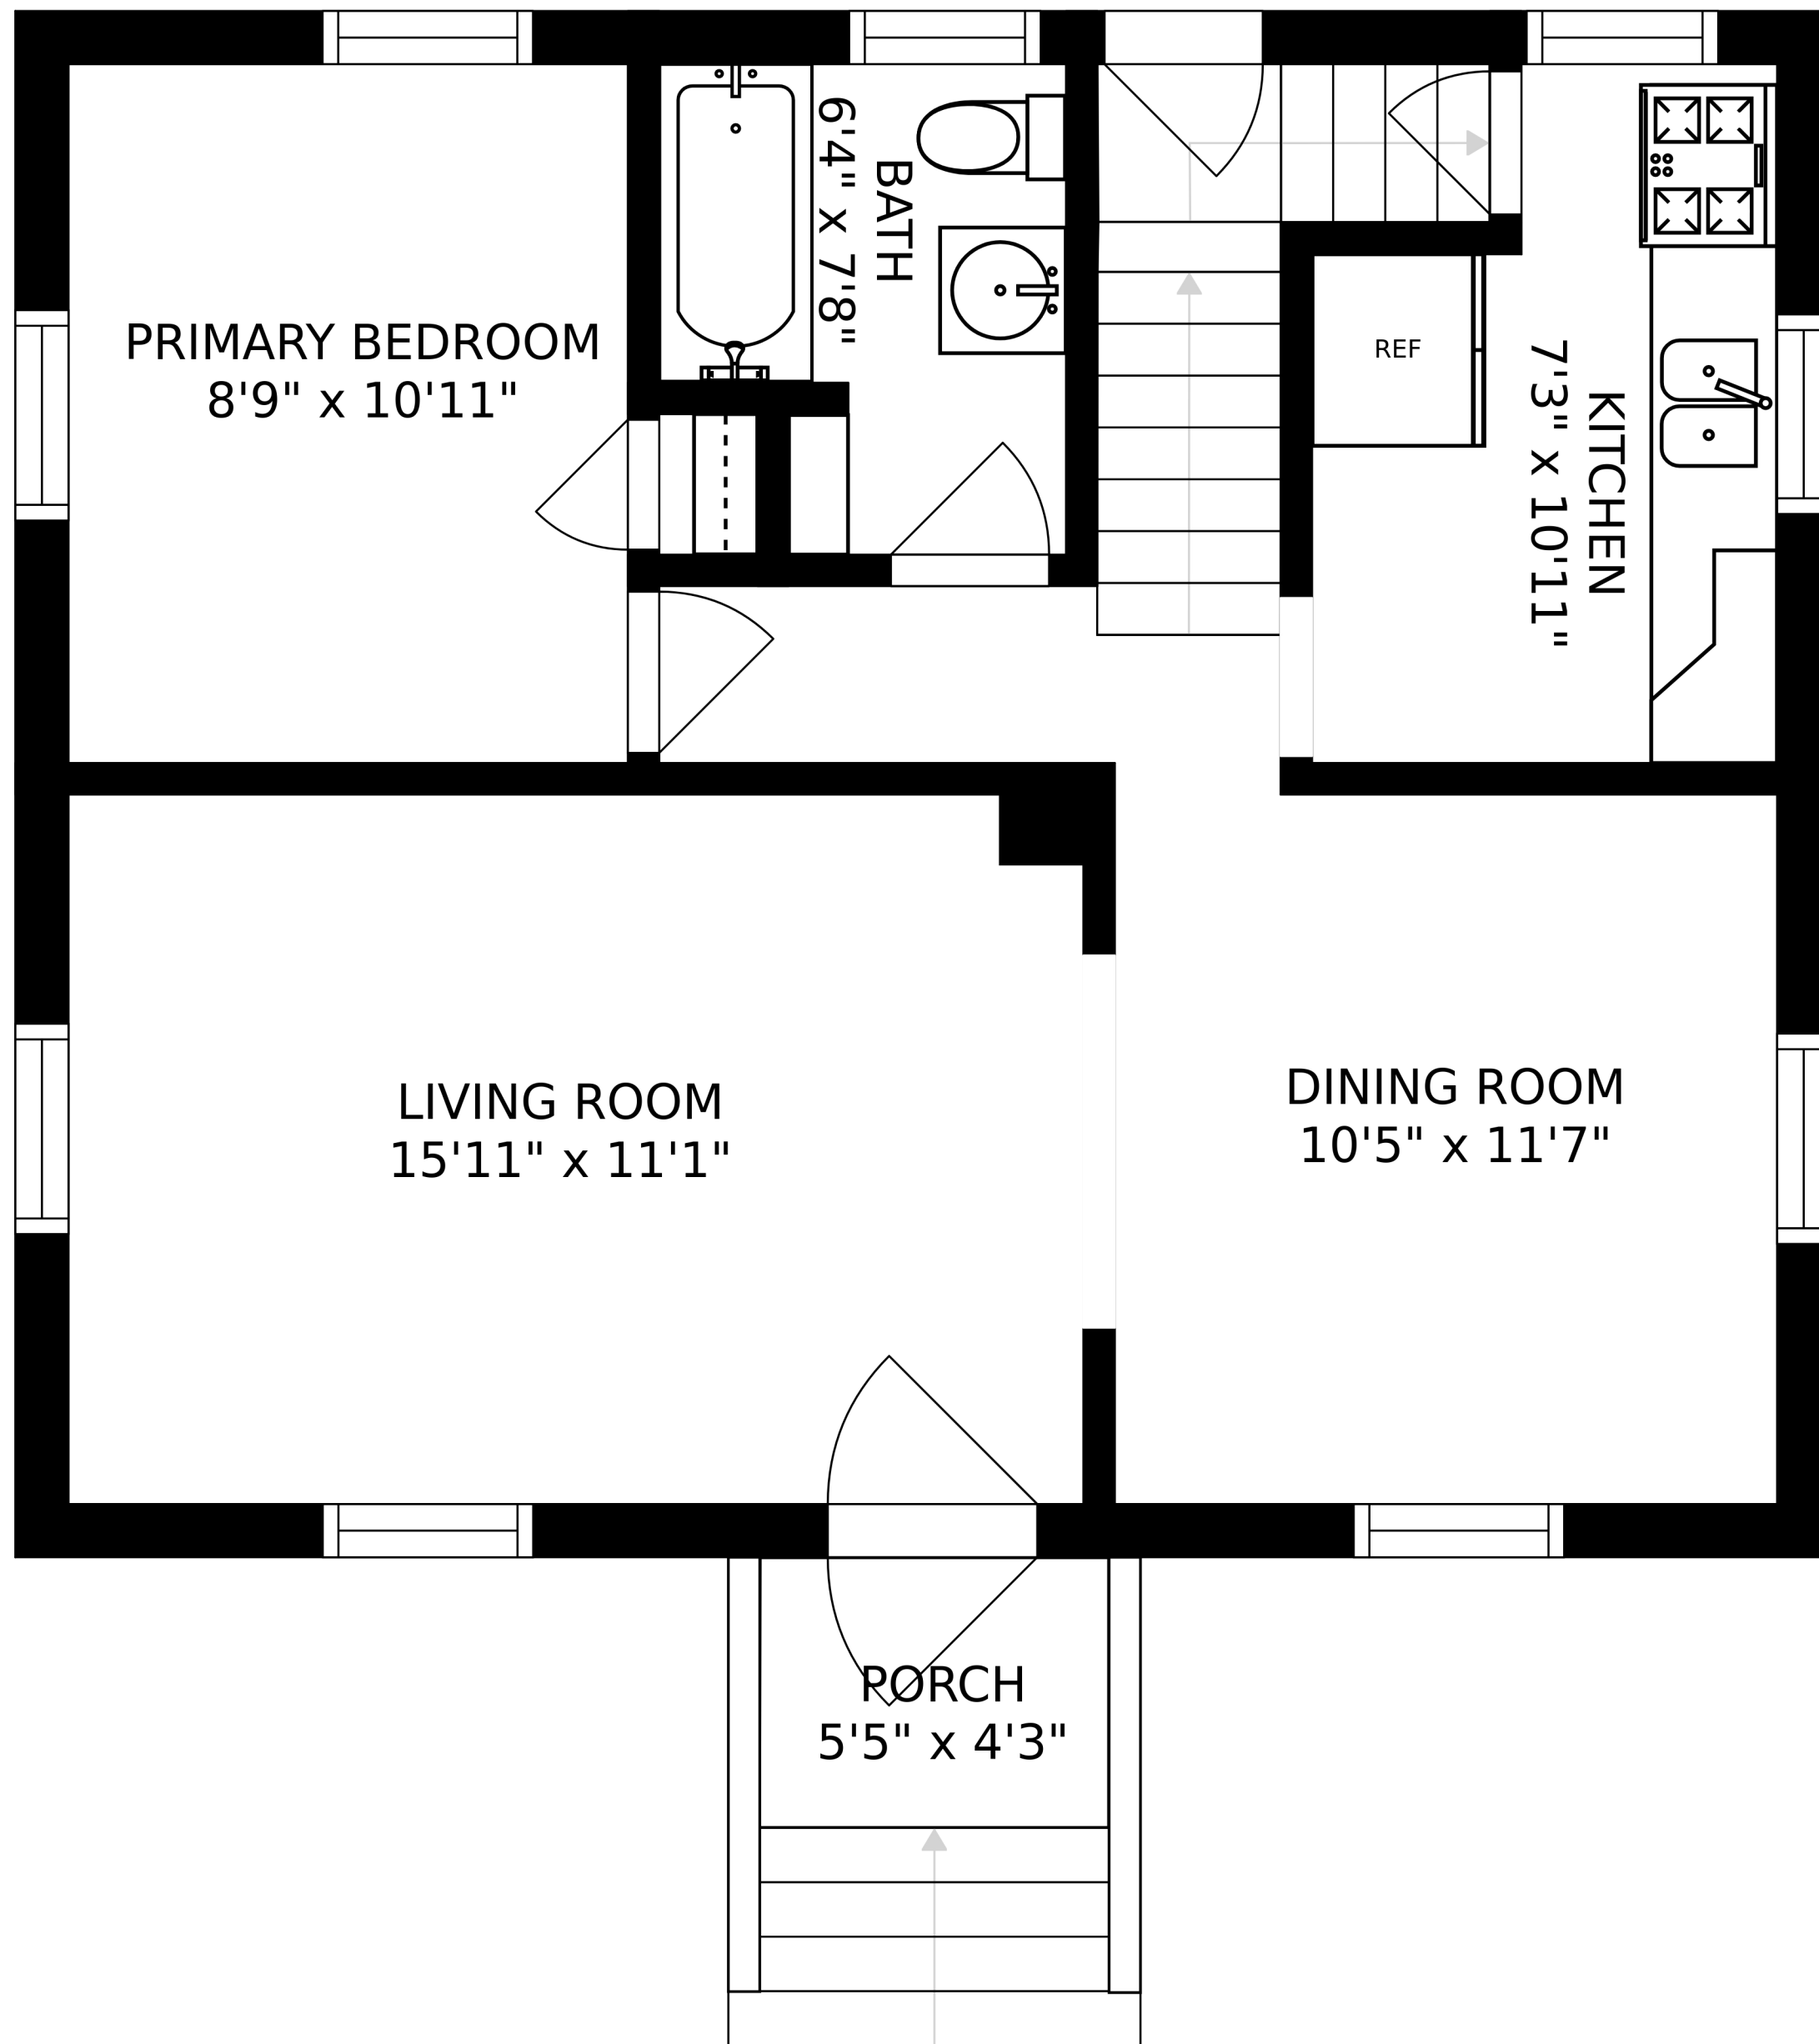 PRIMARY BEDROOM
8'9" x 10'11"
BATH
6'4" x 7'8"
REF
KITCHEN
7'3" x 10'11"
LIVING ROOM
15'11" x 11'1"
DINING ROOM
10'5" x 11'7"
PORCH
5'5" x 4'3"